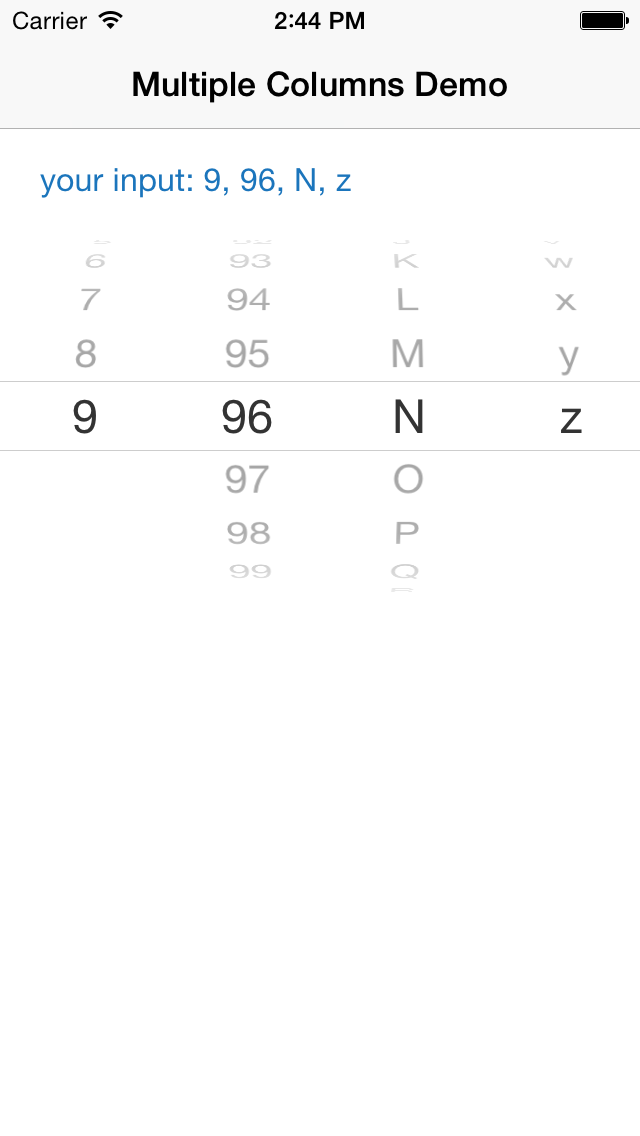 Carrier 2:44 PM
Multiple Columns Demo
your input: 9, 96, N, z
6 93 K w
7 94 L x
8 95 M y
9 96 N z
97 O
98 P
99 Q